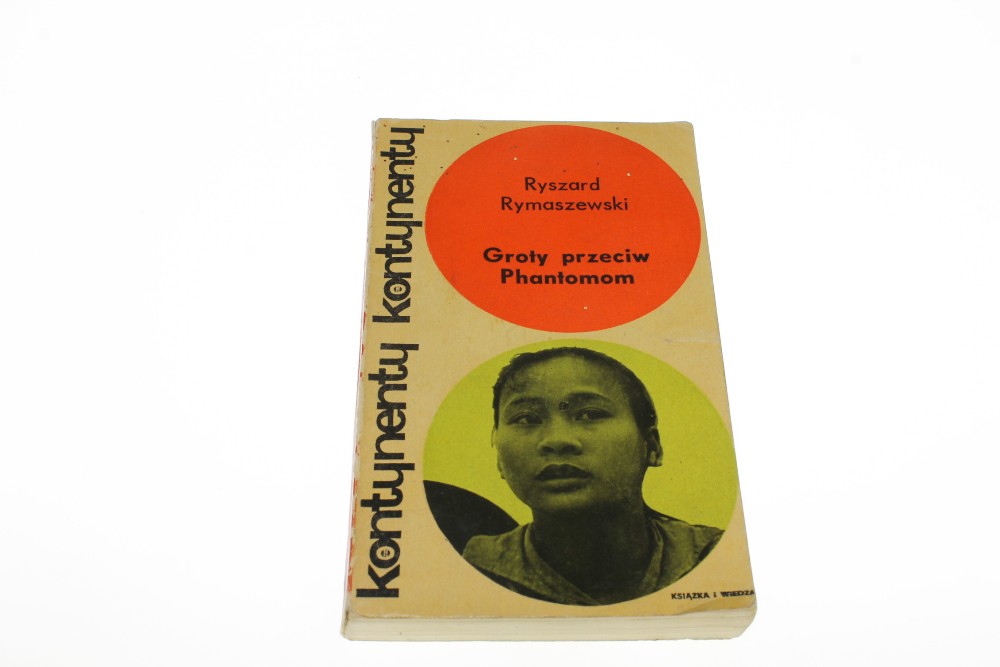 kontynenty kontynenty
Ryszard
Rymaszewski
Groty przeciw
Phantomom
KSIĄŻKA i WIEDZA